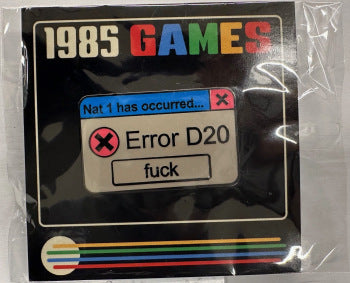 1985 GAMES
Nat 1 has occurred...
Error D20
fuck